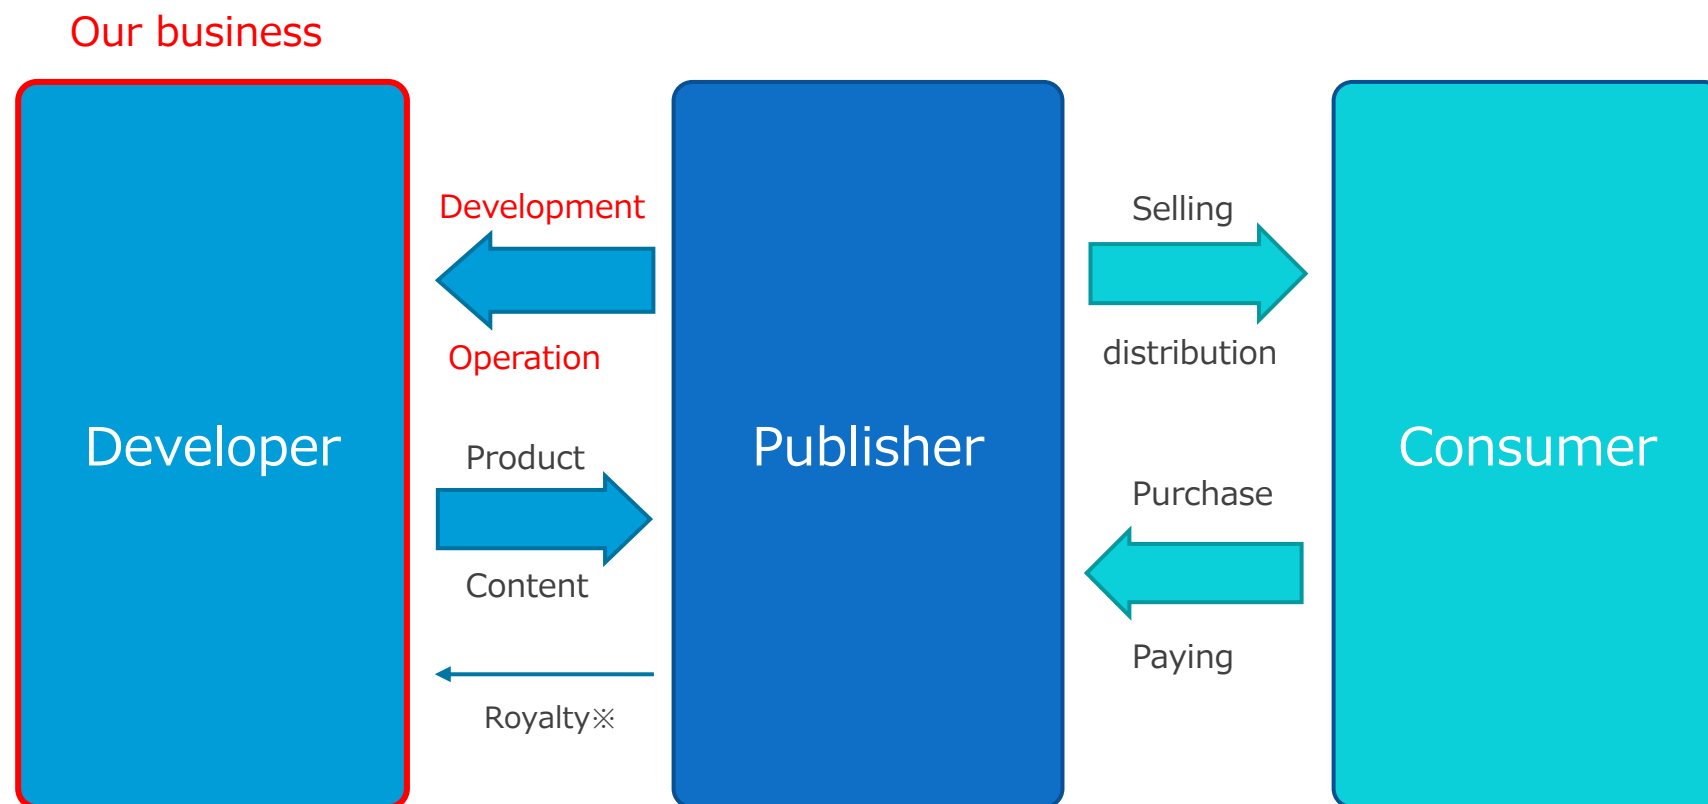 Our business
Developer
Development
Operation
Product
Content
Royalty※
Publisher
Selling
distribution
Purchase
Paying
Consumer